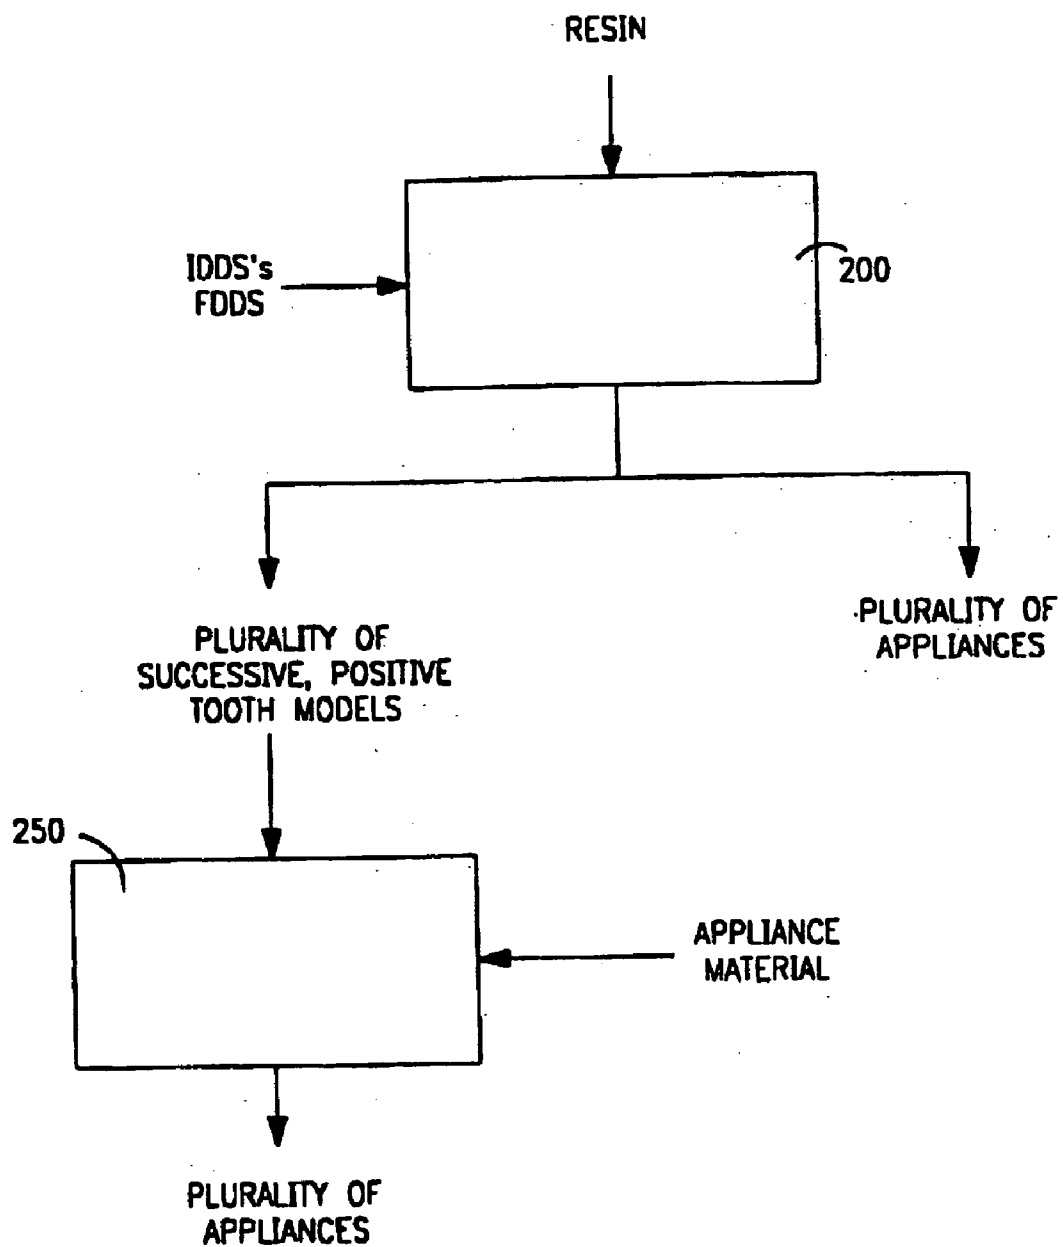 RESIN
IDDS's
FDDS
200
PLURALITY OF
SUCCESSIVE, POSITIVE
TOOTH MODELS
PLURALITY OF
APPLIANCES
250
APPLIANCE
MATERIAL
PLURALITY OF
APPLIANCES